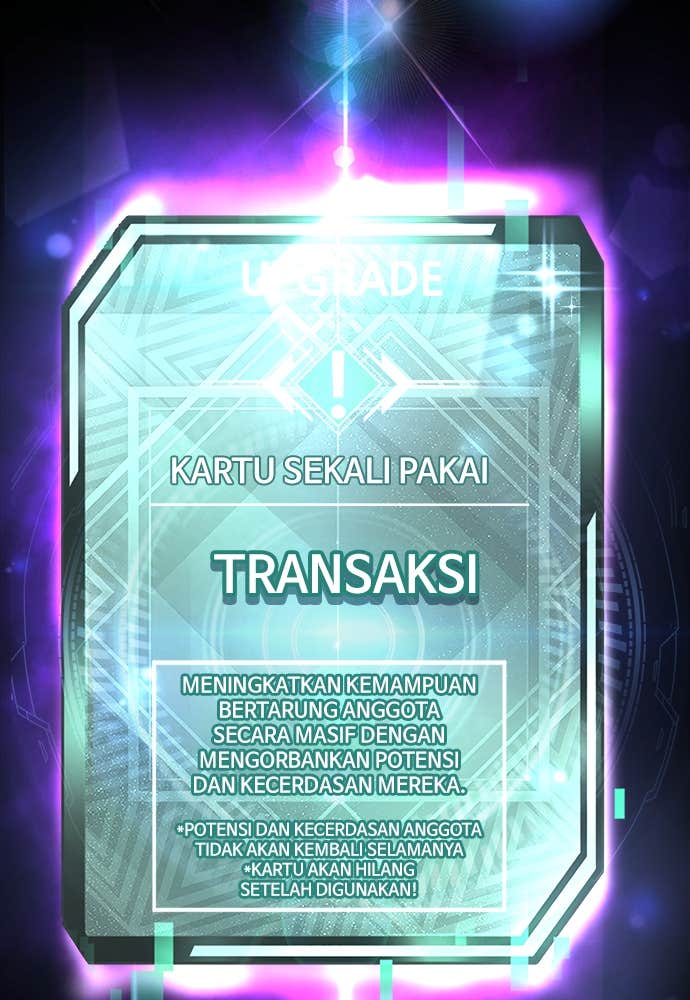 UPGRADE
!
KARTU SEKALI PAKAI
TRANSAKSI
MENINGKATKAN KEMAMPUAN
BERTARUNG ANGGOTA
SECARA MASIF DENGAN
MENGORBANKAN POTENSI
DAN KECERDASAN MEREKA.
*POTENSI DAN KECERDASAN ANGGOTA
TIDAK AKAN KEMBALI SELAMANYA
*KARTU AKAN HILANG
SETELAH DIGUNAKAN!